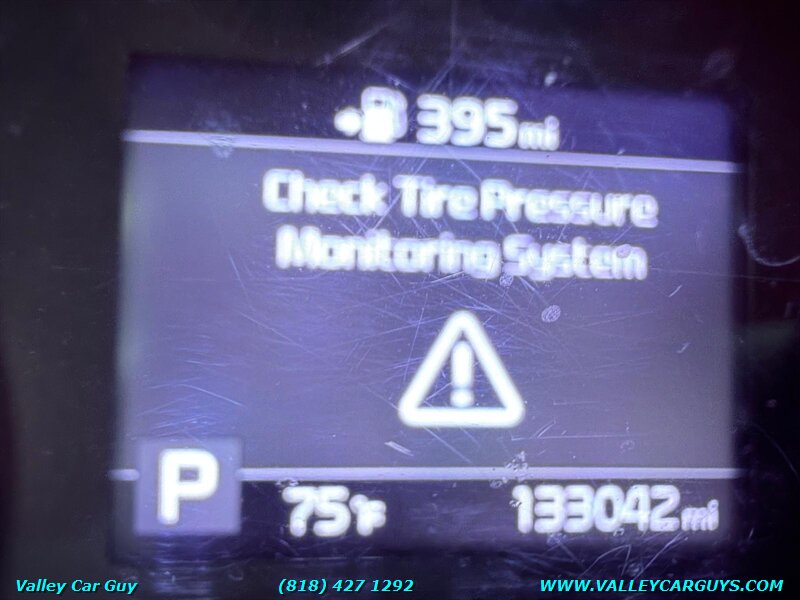 395mi
Check Tire Pressure
Monitoring System
!
P 75°F 133042mi
Valley Car Guy (818) 427 1292 WWW.VALLEYCARGUYS.COM